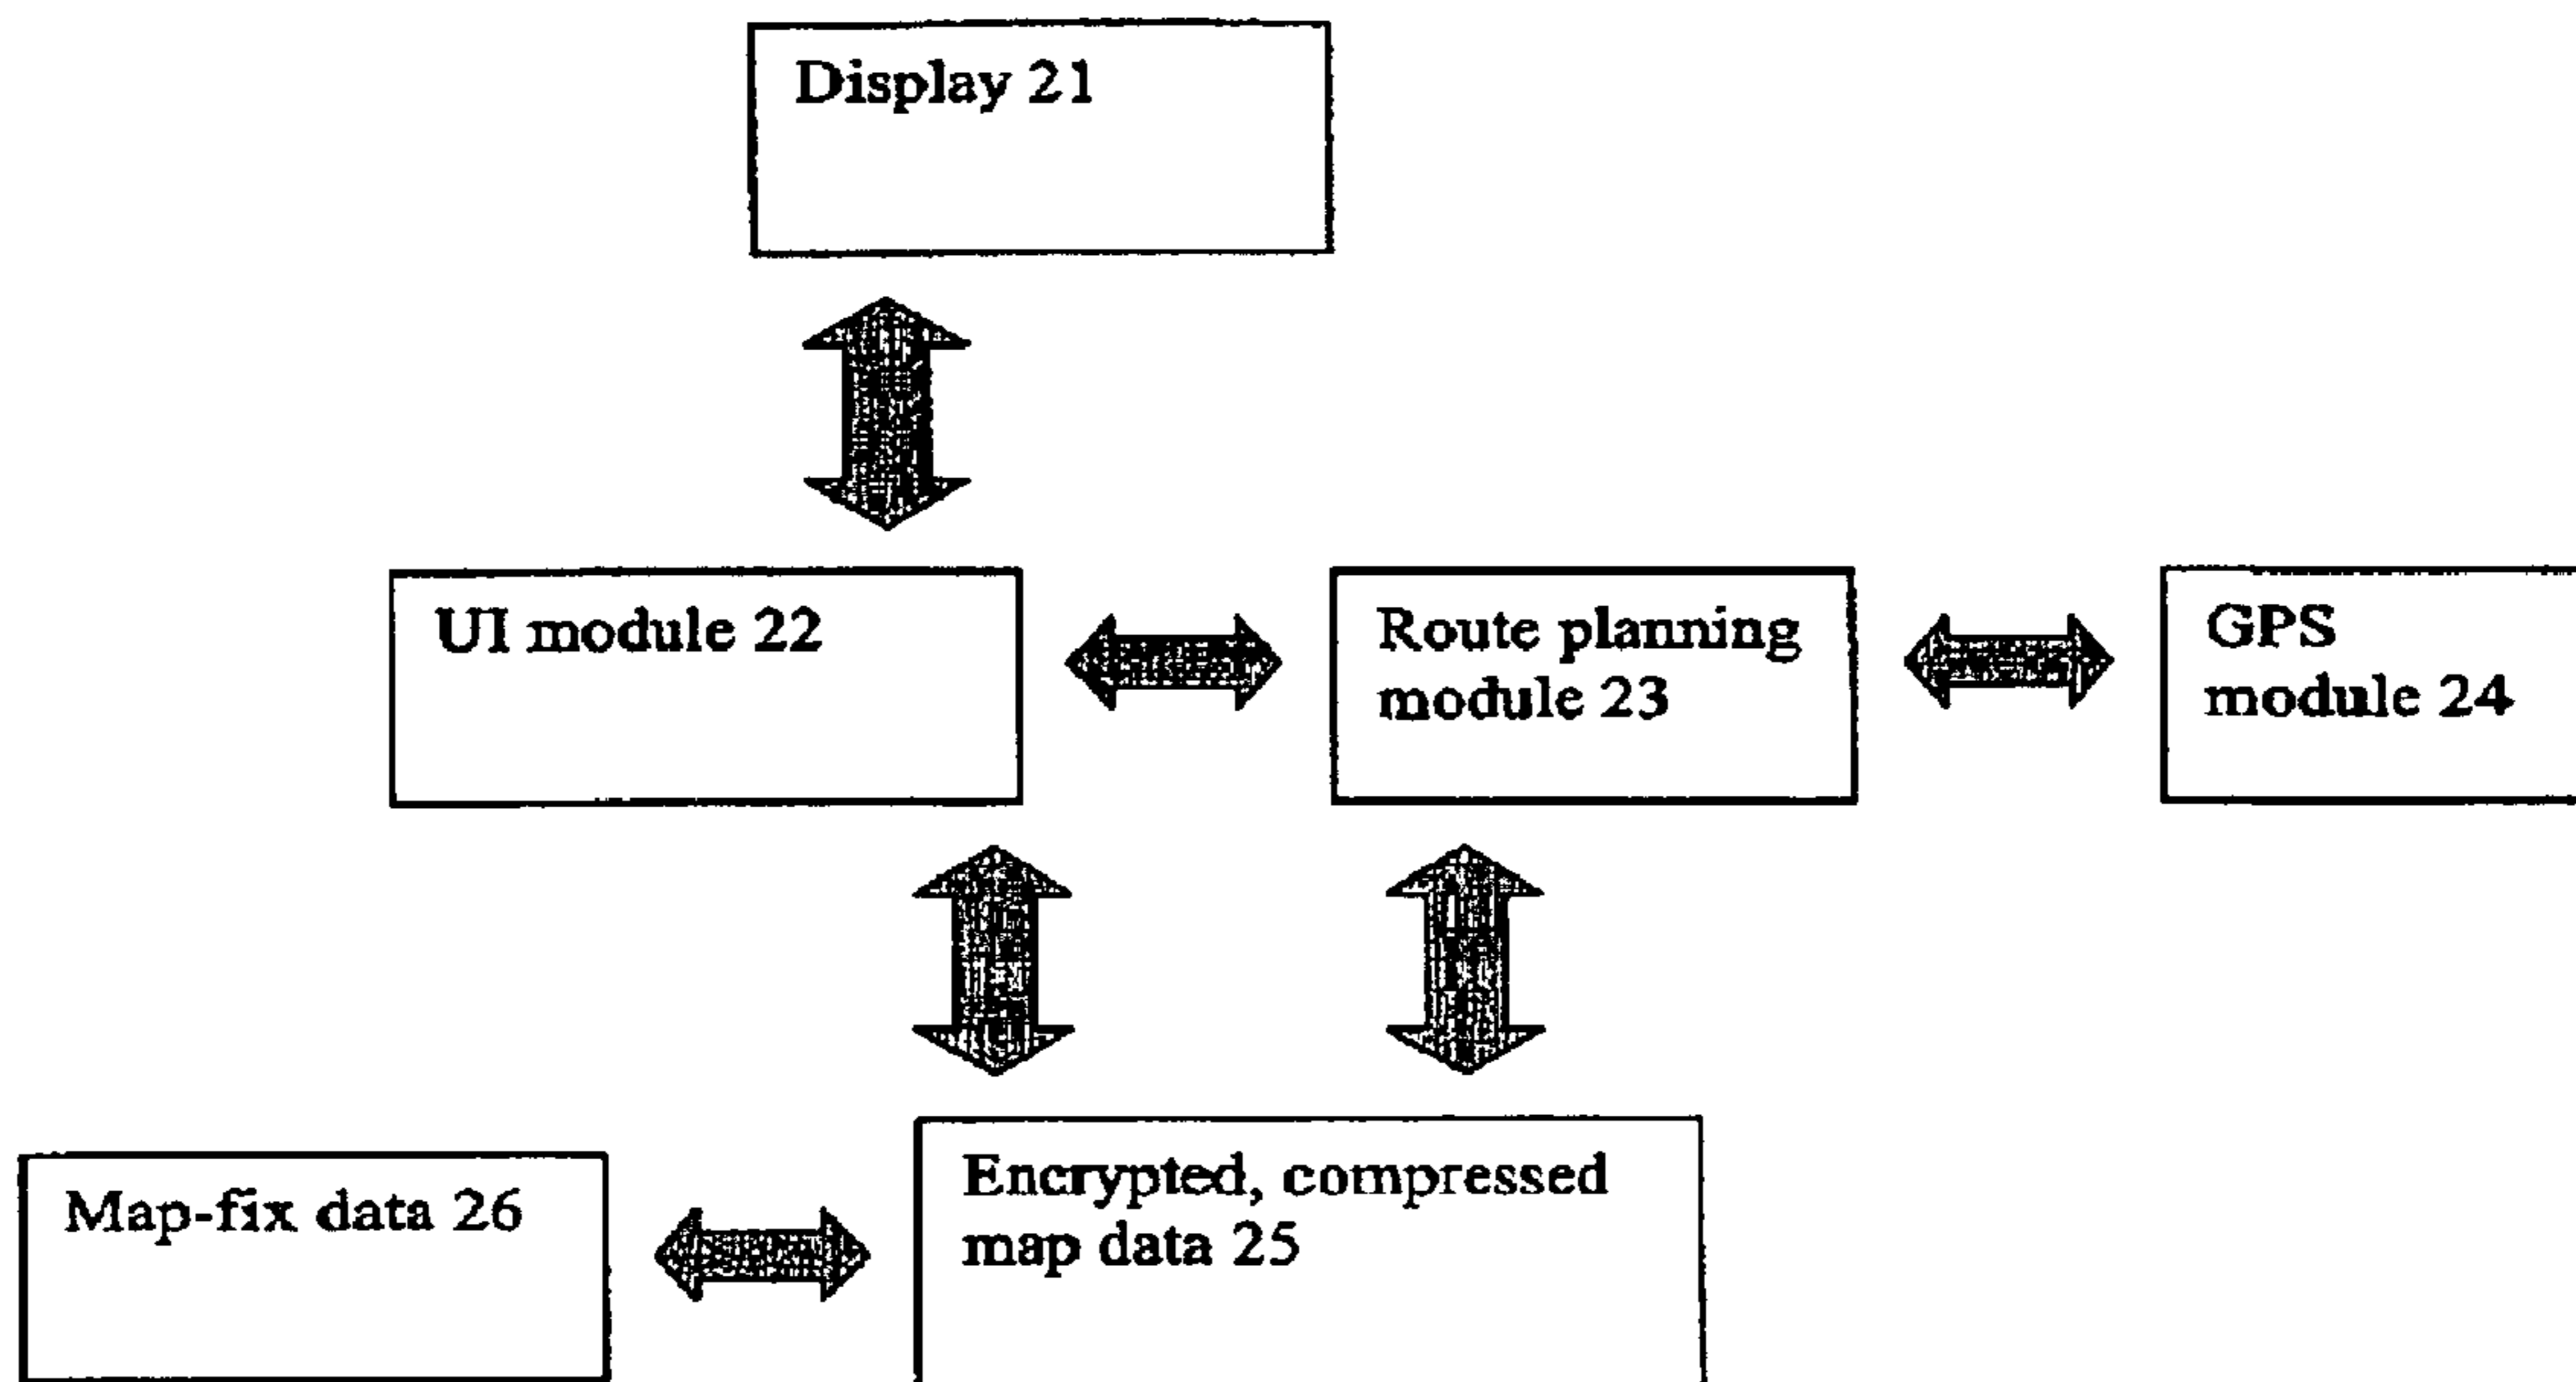 Display 21
UI module 22
Route planning
module 23
GPS
module 24
Map-fix data 26
Encrypted, compressed
map data 25